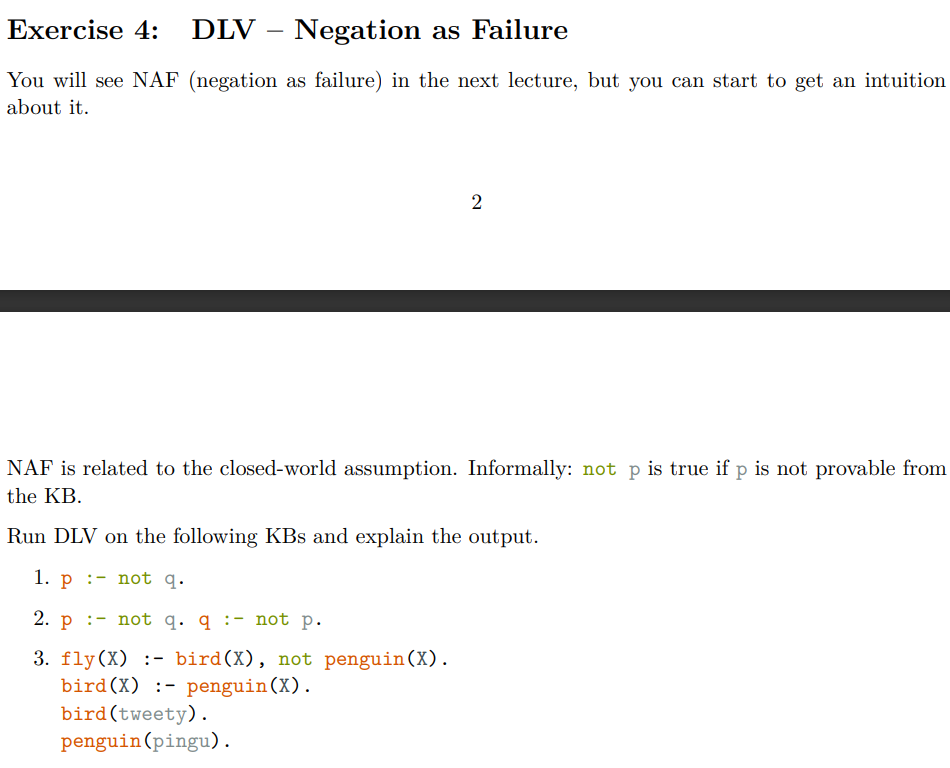 Exercise 4: DLV – Negation as Failure
You will see NAF (negation as failure) in the next lecture, but you can start to get an intuition
about it.
2
NAF is related to the closed-world assumption. Informally: not p is true if p is not provable from
the KB.
Run DLV on the following KBs and explain the output.
1. p :- not q.
2. p :- not q. q :- not p.
3. fly(X) :- bird(X), not penguin(X).
bird(X) :- penguin(X).
bird(tweety).
penguin(pingu).